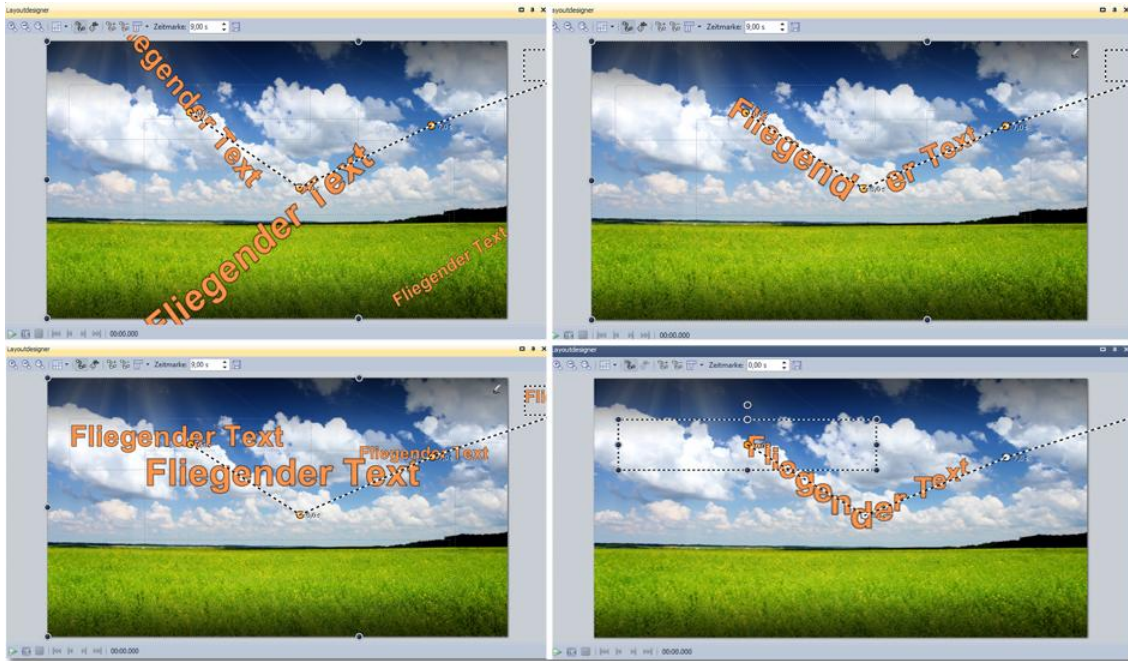 Layoutdesigner
Zeitmarke: 9,00 s
Fliegender Text
Fliegender Text
Fliegender Text
00:00.000
Layoutdesigner
Zeitmarke: 9,00 s
Fliegender Text
00:00.000
Layoutdesigner
Zeitmarke: 9,00 s
Fliegender Text
Fliegender Text
Fliegender Text
00:00.000
Layoutdesigner
Zeitmarke: 0,00 s
Fliegender Text
00:00.000